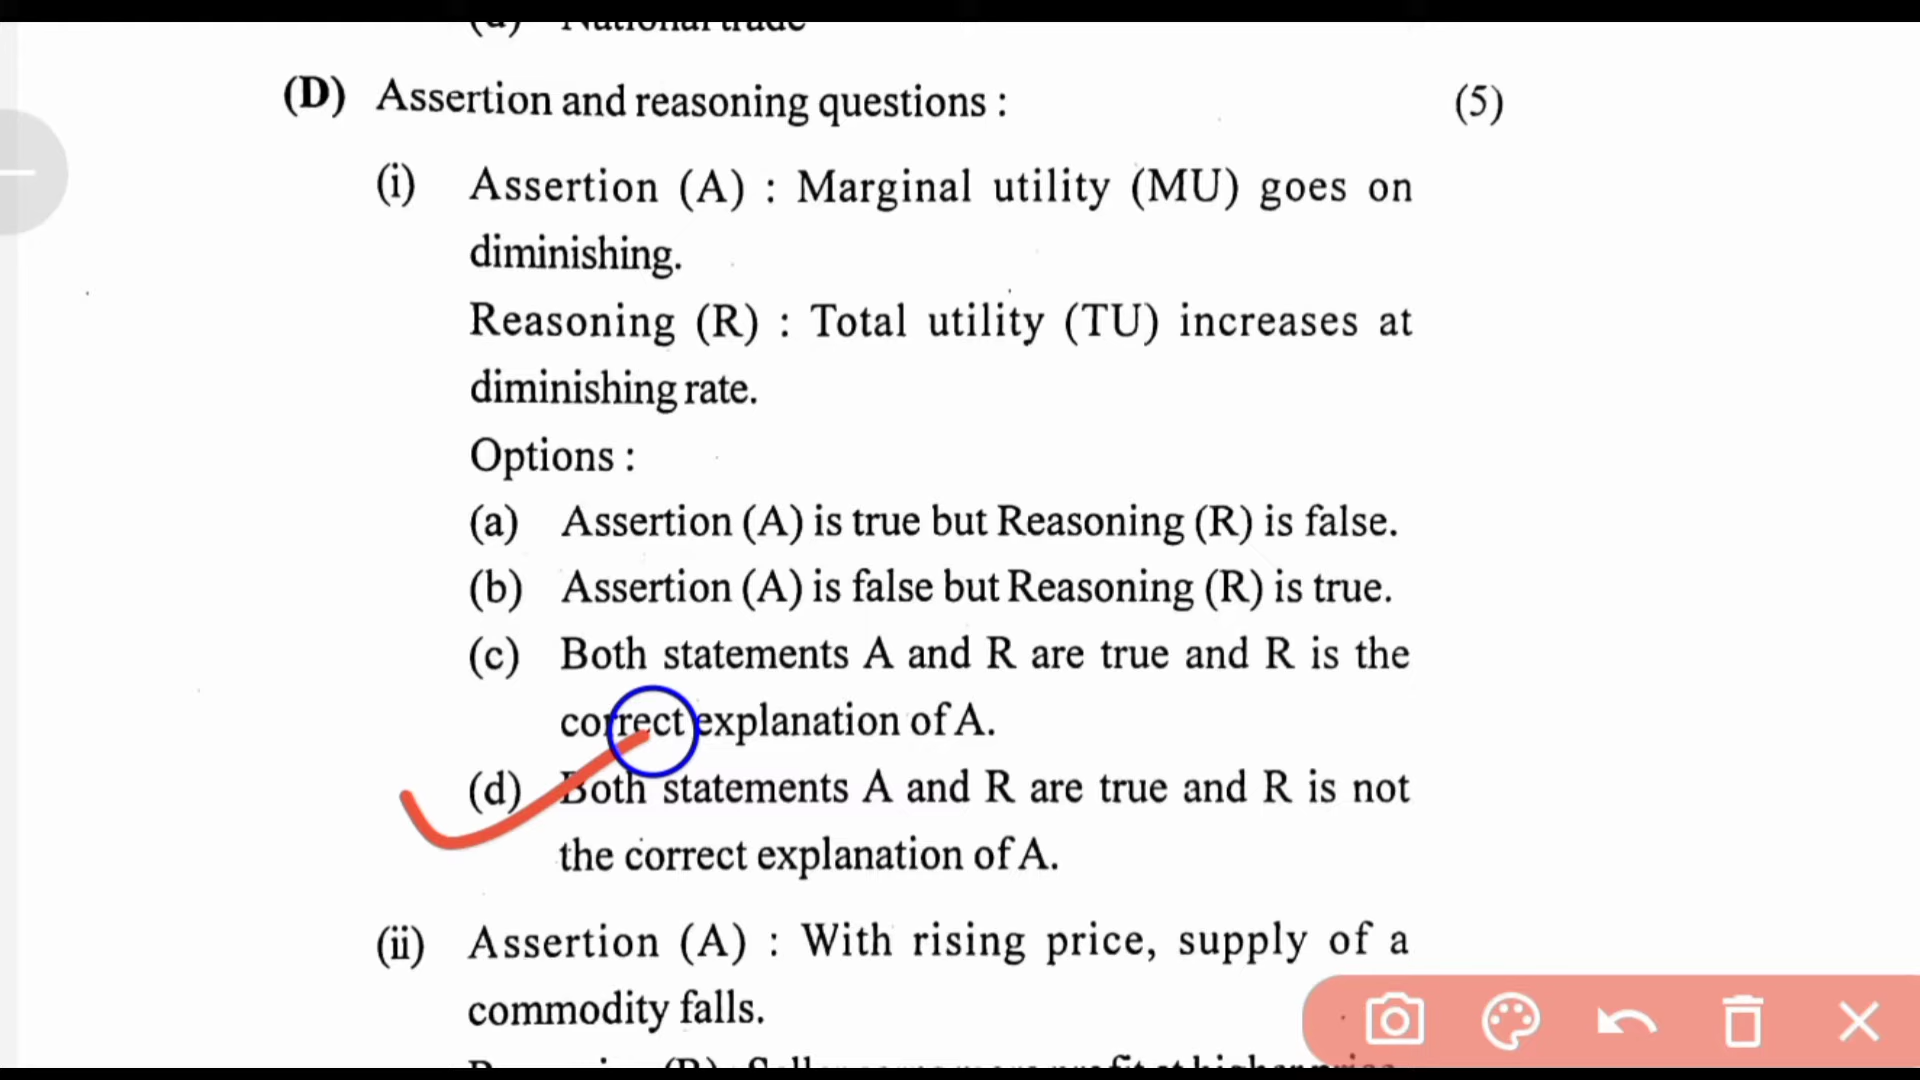 (d) National trade
(D) Assertion and reasoning questions : (5)
(i) Assertion (A) : Marginal utility (MU) goes on
diminishing.
Reasoning (R) : Total utility (TU) increases at
diminishing rate.
Options :
(a) Assertion (A) is true but Reasoning (R) is false.
(b) Assertion (A) is false but Reasoning (R) is true.
(c) Both statements A and R are true and R is the
correct explanation of A.
(d) Both statements A and R are true and R is not
the correct explanation of A.
(ii) Assertion (A) : With rising price, supply of a
commodity falls.